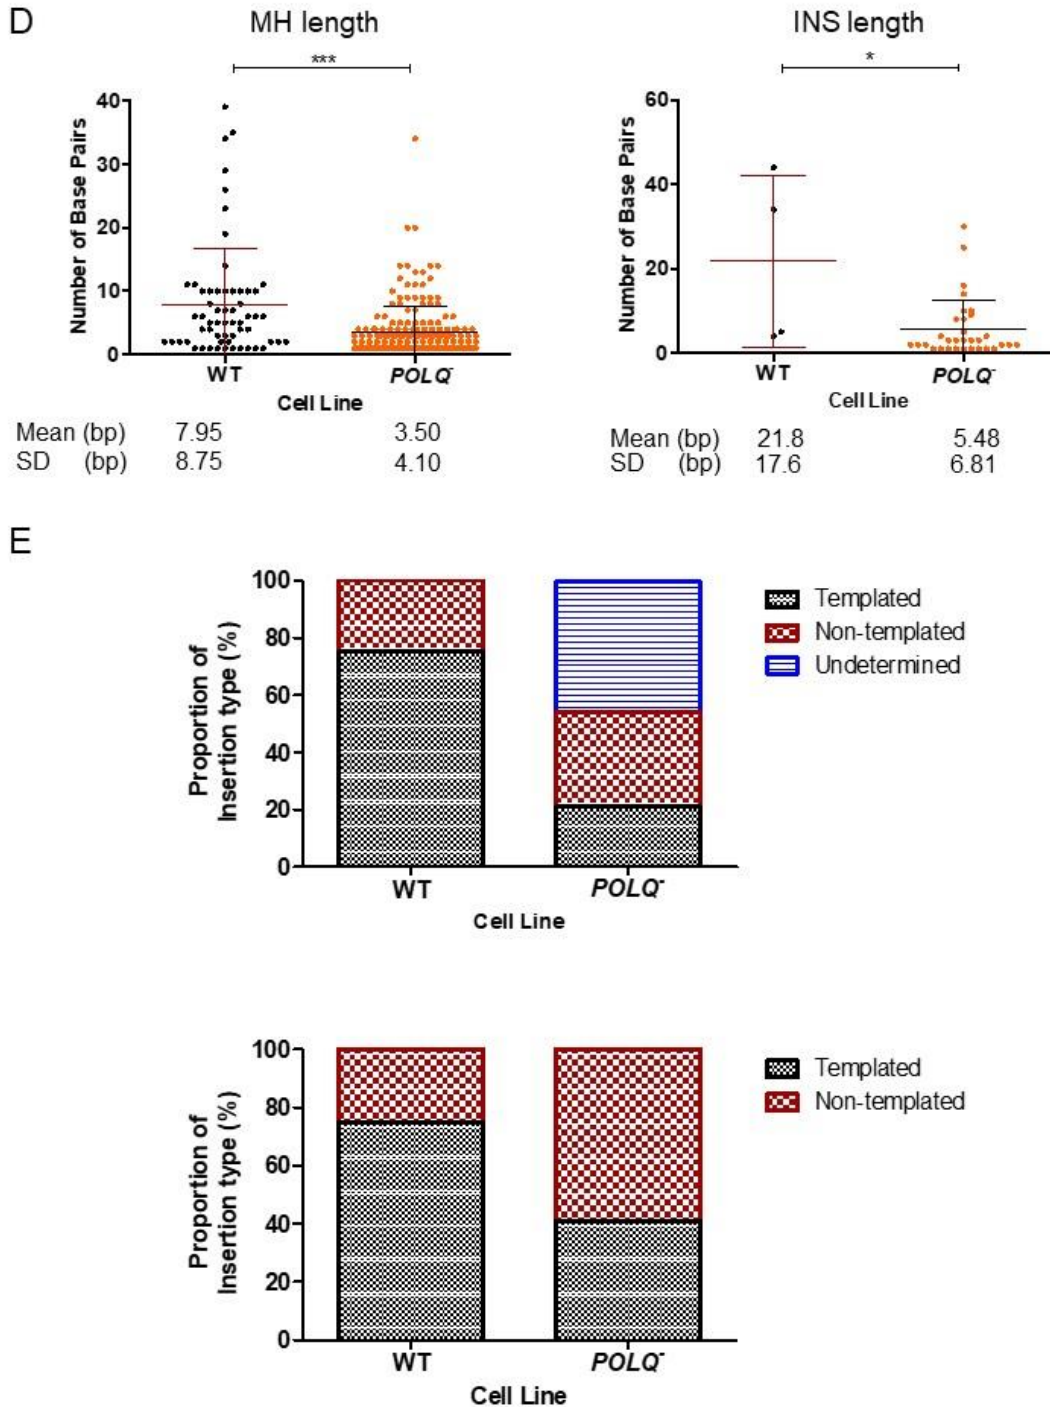 D
MH length
***
Number of Base Pairs
40
30
20
10
0
WT
POLQ-
Cell Line
Mean (bp) 7.95 3.50
SD (bp) 8.75 4.10
INS length
*
Number of Base Pairs
60
40
20
0
WT
POLQ-
Cell Line
Mean (bp) 21.8 5.48
SD (bp) 17.6 6.81
E
Proportion of
Insertion type (%)
100
80
60
40
20
0
WT
POLQ-
Cell Line
Templated
Non-templated
Undetermined
Proportion of
Insertion type (%)
100
80
60
40
20
0
WT
POLQ-
Cell Line
Templated
Non-templated